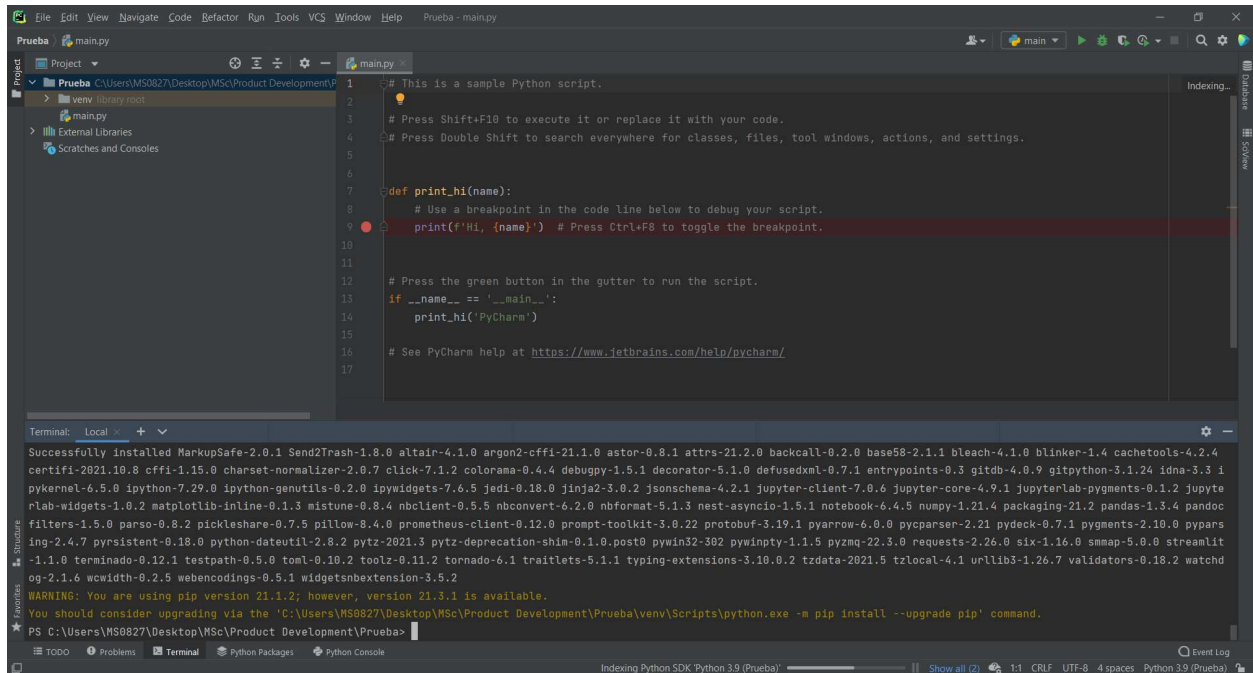 File Edit View Navigate Code Refactor Run Tools VCS Window Help Prueba - main.py
Prueba main.py
main
Project
Project
main.py
Prueba C:\Users\MS0827\Desktop\MSc\Product Development\P
venv library root
main.py
External Libraries
Scratches and Consoles
1 # This is a sample Python script.
2
3 # Press Shift+F10 to execute it or replace it with your code.
4 # Press Double Shift to search everywhere for classes, files, tool windows, actions, and settings.
5
6
7 def print_hi(name):
8 # Use a breakpoint in the code line below to debug your script.
9 print(f'Hi, {name}') # Press Ctrl+F8 to toggle the breakpoint.
10
11
12 # Press the green button in the gutter to run the script.
13 if __name__ == '__main__':
14 print_hi('PyCharm')
15
16 # See PyCharm help at https://www.jetbrains.com/help/pycharm/
17
Indexing...
Database
SciView
Terminal: Local
Successfully installed MarkupSafe-2.0.1 Send2Trash-1.8.0 altair-4.1.0 argon2-cffi-21.1.0 astor-0.8.1 attrs-21.2.0 backcall-0.2.0 base58-2.1.1 bleach-4.1.0 blinker-1.4 cachetools-4.2.4
certifi-2021.10.8 cffi-1.15.0 charset-normalizer-2.0.7 click-7.1.2 colorama-0.4.4 debugpy-1.5.1 decorator-5.1.0 defusedxml-0.7.1 entrypoints-0.3 gitdb-4.0.9 gitpython-3.1.24 idna-3.3 i
pykernel-6.5.0 ipython-7.29.0 ipython-genutils-0.2.0 ipywidgets-7.6.5 jedi-0.18.0 jinja2-3.0.2 jsonschema-4.2.1 jupyter-client-7.0.6 jupyter-core-4.9.1 jupyterlab-pygments-0.1.2 jupyte
rlab-widgets-1.0.2 matplotlib-inline-0.1.3 mistune-0.8.4 nbclient-0.5.5 nbconvert-6.2.0 nbformat-5.1.3 nest-asyncio-1.5.1 notebook-6.4.5 numpy-1.21.4 packaging-21.2 pandas-1.3.4 pandoc
filters-1.5.0 parso-0.8.2 pickleshare-0.7.5 pillow-8.4.0 prometheus-client-0.12.0 prompt-toolkit-3.0.22 protobuf-3.19.1 pyarrow-6.0.0 pycparser-2.21 pydeck-0.7.1 pygments-2.10.0 pypars
ing-2.4.7 pyrsistent-0.18.0 python-dateutil-2.8.2 pytz-2021.3 pytz-deprecation-shim-0.1.0.post0 pywin32-302 pywinpty-1.1.5 pyzmq-22.3.0 requests-2.26.0 six-1.16.0 smmap-5.0.0 streamlit
-1.1.0 terminado-0.12.1 testpath-0.5.0 toml-0.10.2 toolz-0.11.2 tornado-6.1 traitlets-5.1.1 typing-extensions-3.10.0.2 tzdata-2021.5 tzlocal-4.1 urllib3-1.26.7 validators-0.18.2 watchd
og-2.1.6 wcwidth-0.2.5 webencodings-0.5.1 widgetsnbextension-3.5.2
WARNING: You are using pip version 21.1.2; however, version 21.3.1 is available.
You should consider upgrading via the 'C:\Users\MS0827\Desktop\MSc\Product Development\Prueba\venv\Scripts\python.exe -m pip install --upgrade pip' command.
PS C:\Users\MS0827\Desktop\MSc\Product Development\Prueba>
Structure
Favorites
TODO Problems Terminal Python Packages Python Console Event Log
Indexing Python SDK 'Python 3.9 (Prueba)' Show all (2) 1:1 CRLF UTF-8 4 spaces Python 3.9 (Prueba)